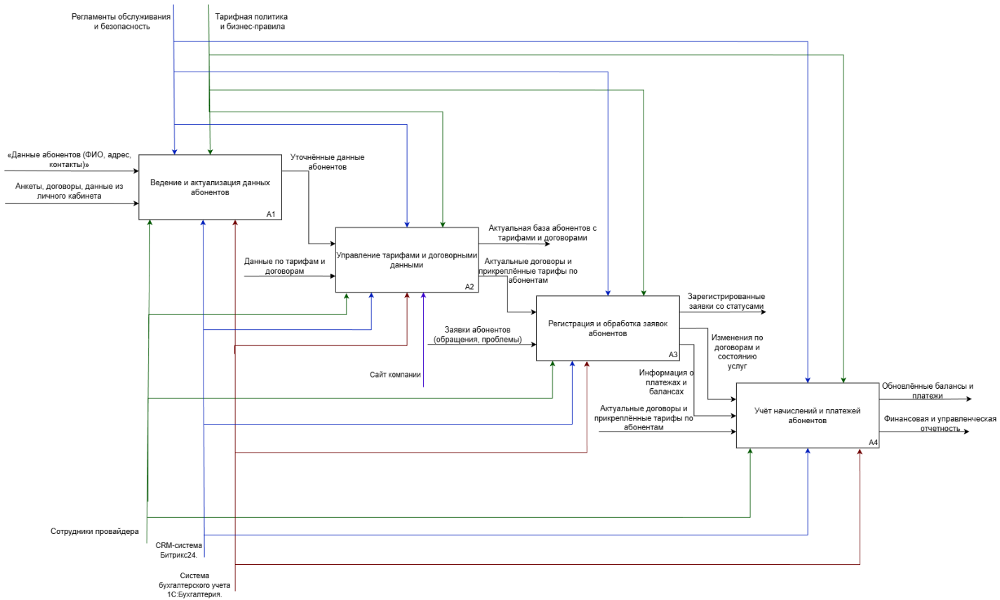 Регламенты обслуживания
и безопасность
Тарифная политика
и бизнес-правила
«Данные абонентов (ФИО, адрес,
контакты)»
Анкеты, договоры, данные из
личного кабинета
Ведение и актуализация данных
абонентов
A1
Уточнённые данные
абонентов
Данные по тарифам и
договорам
Управление тарифами и договорными
данными
A2
Актуальная база абонентов с
тарифами и договорами
Актуальные договоры и
прикреплённые тарифы по
абонентам
Заявки абонентов
(обращения, проблемы)
Сайт компании
Регистрация и обработка заявок
абонентов
A3
Зарегистрированные
заявки со статусами
Изменения по
договорам и
состоянию
услуг
Информация о
платежах и
балансах
Актуальные договоры и
прикреплённые тарифы по
абонентам
Учёт начислений и платежей
абонентов
A4
Обновлённые балансы и
платежи
Финансовая и управленческая
отчетность
Сотрудники провайдера
CRM-система
Битрикс24.
Система
бухгалтерского учета
1С:Бухгалтерия.